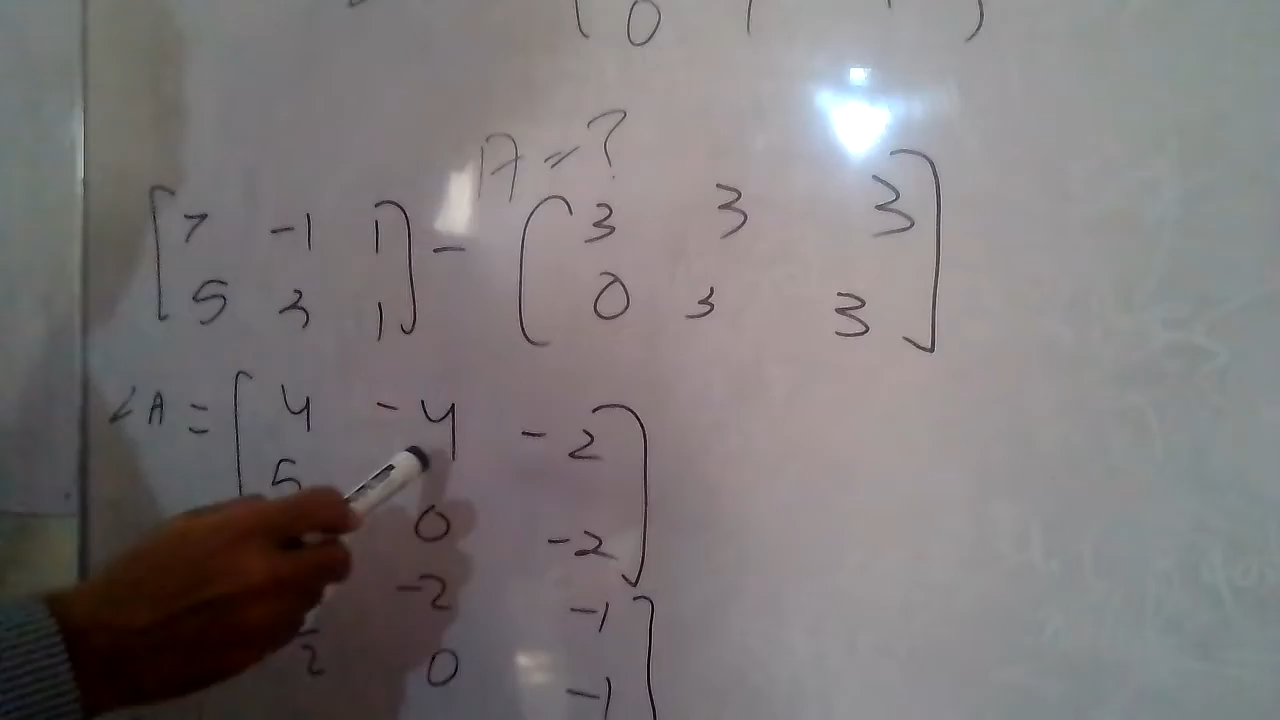 0
A = ?
[ 7 -1 1 ] - [ 3 3 3 ]
[ 5 3 1 ] [ 0 3 3 ]
2A = [ 4 -4 -2 ]
5 0 -2 ]
-2 -1 ]
2 0 -1